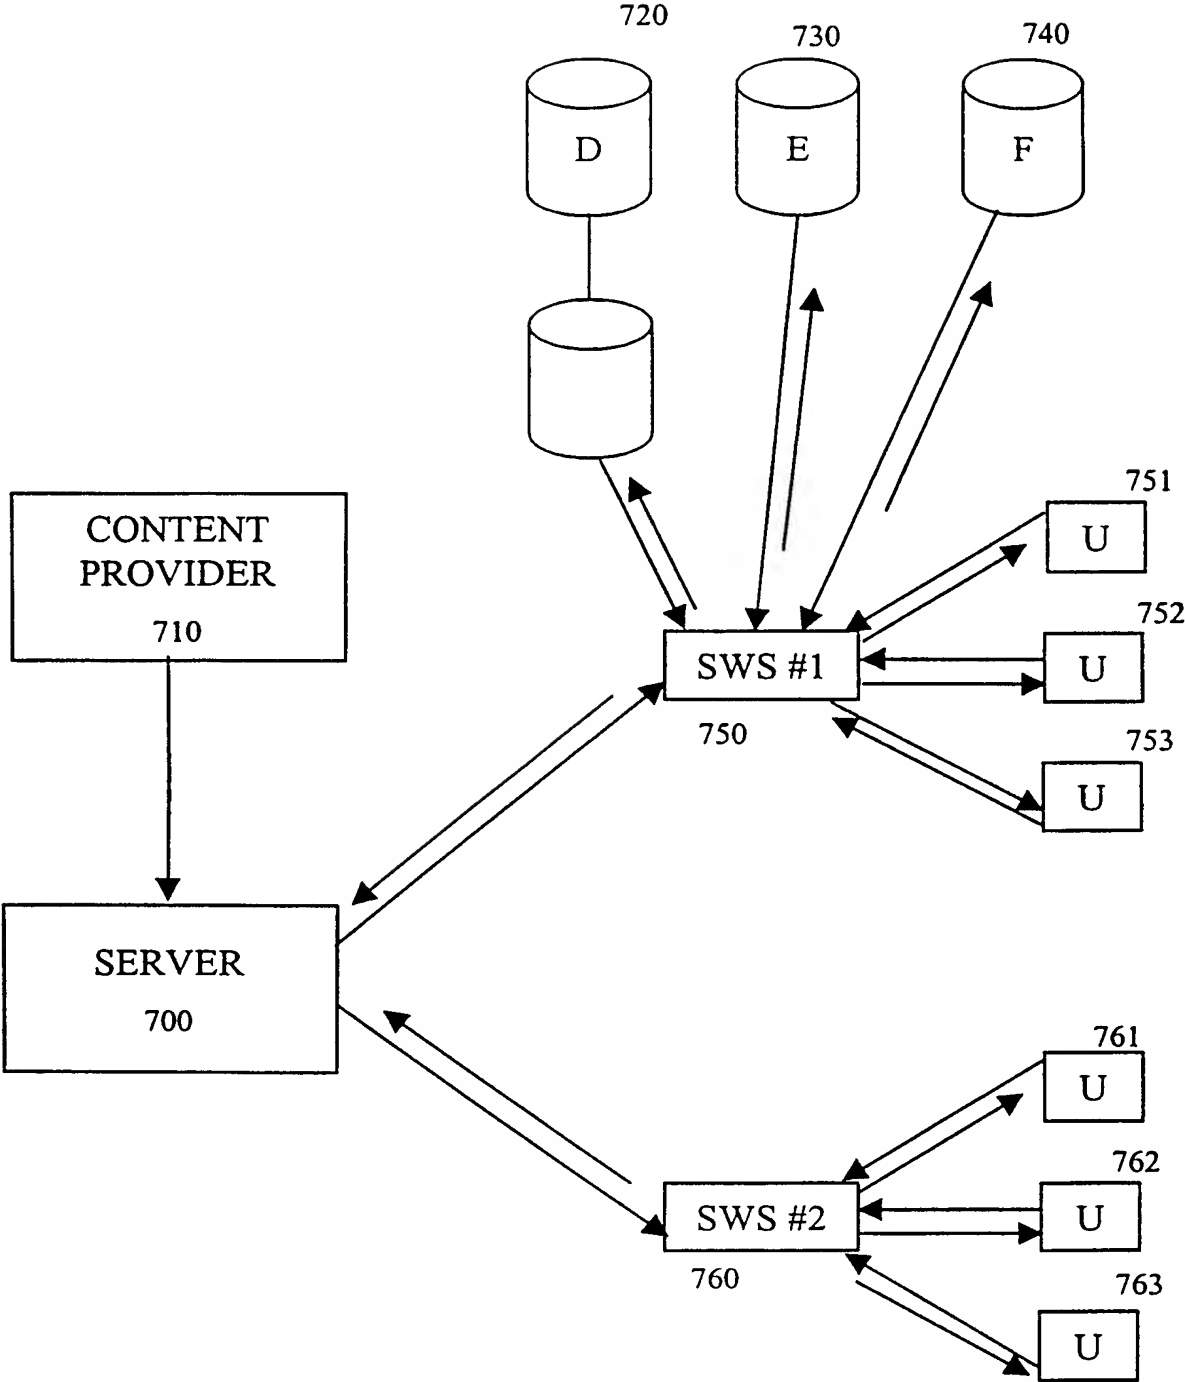 720
730
740
D
E
F
751
CONTENT
PROVIDER
710
U
752
SWS #1
U
750
753
U
SERVER
700
761
U
762
SWS #2
U
760
763
U